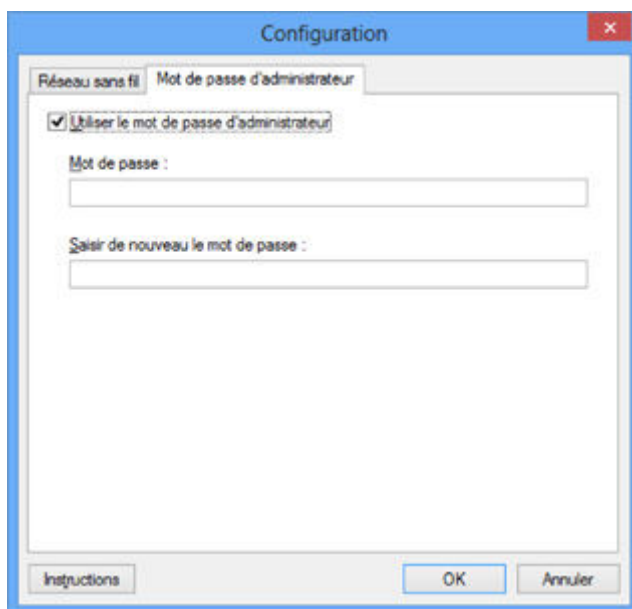 Configuration
Réseau sans fil Mot de passe d'administrateur
Utiliser le mot de passe d'administrateur
Mot de passe :
Saisir de nouveau le mot de passe :
Instructions OK Annuler